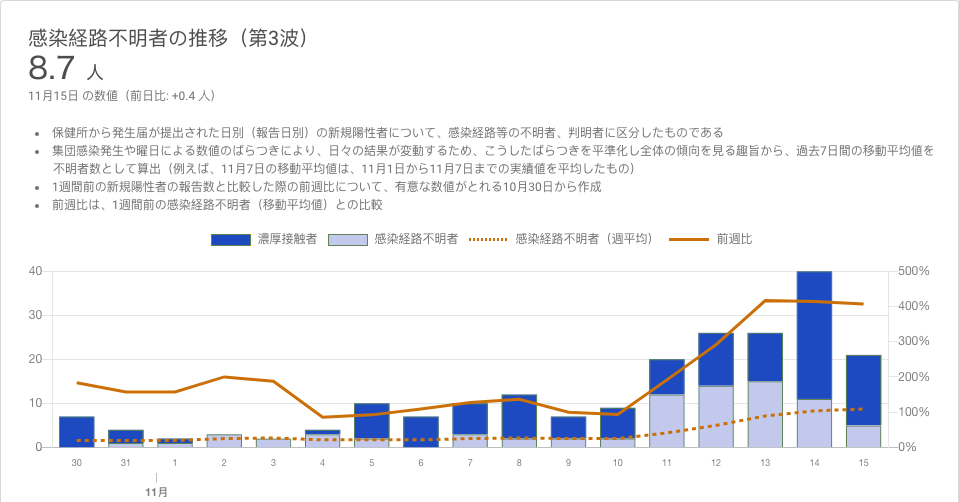 感染経路不明者の推移（第3波）
8.7 人
11月15日 の数値（前日比: +0.4 人）
• 保健所から発生届が提出された日別（報告日別）の新規陽性者について、感染経路等の不明者、判明者に区分したものである
• 集団感染発生や曜日による数値のばらつきにより、日々の結果が変動するため、こうしたばらつきを平準化し全体の傾向を見る趣旨から、過去7日間の移動平均値を
不明者数として算出（例えば、11月7日の移動平均値は、11月1日から11月7日までの実績値を平均したもの）
• 1週間前の新規陽性者の報告数と比較した際の前週比について、有意な数値がとれる10月30日から作成
• 前週比は、1週間前の感染経路不明者（移動平均値）との比較
濃厚接触者 感染経路不明者 感染経路不明者（週平均） 前週比
40 500%
400%
30
300%
20
200%
10 100%
0 0%
30 31 1 2 3 4 5 6 7 8 9 10 11 12 13 14 15
11月